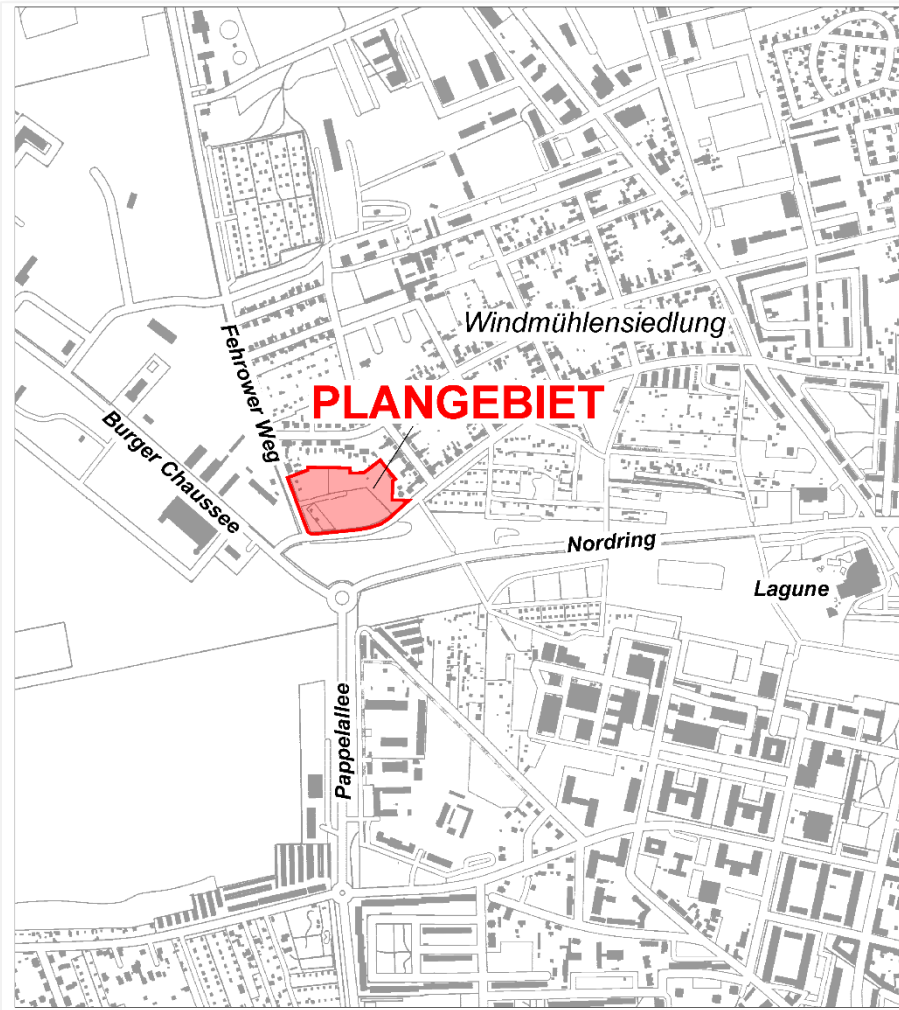 Windmühlensiedlung
Fehrower Weg
PLANGEBIET
Burger Chaussee
Nordring
Lagune
Pappelallee